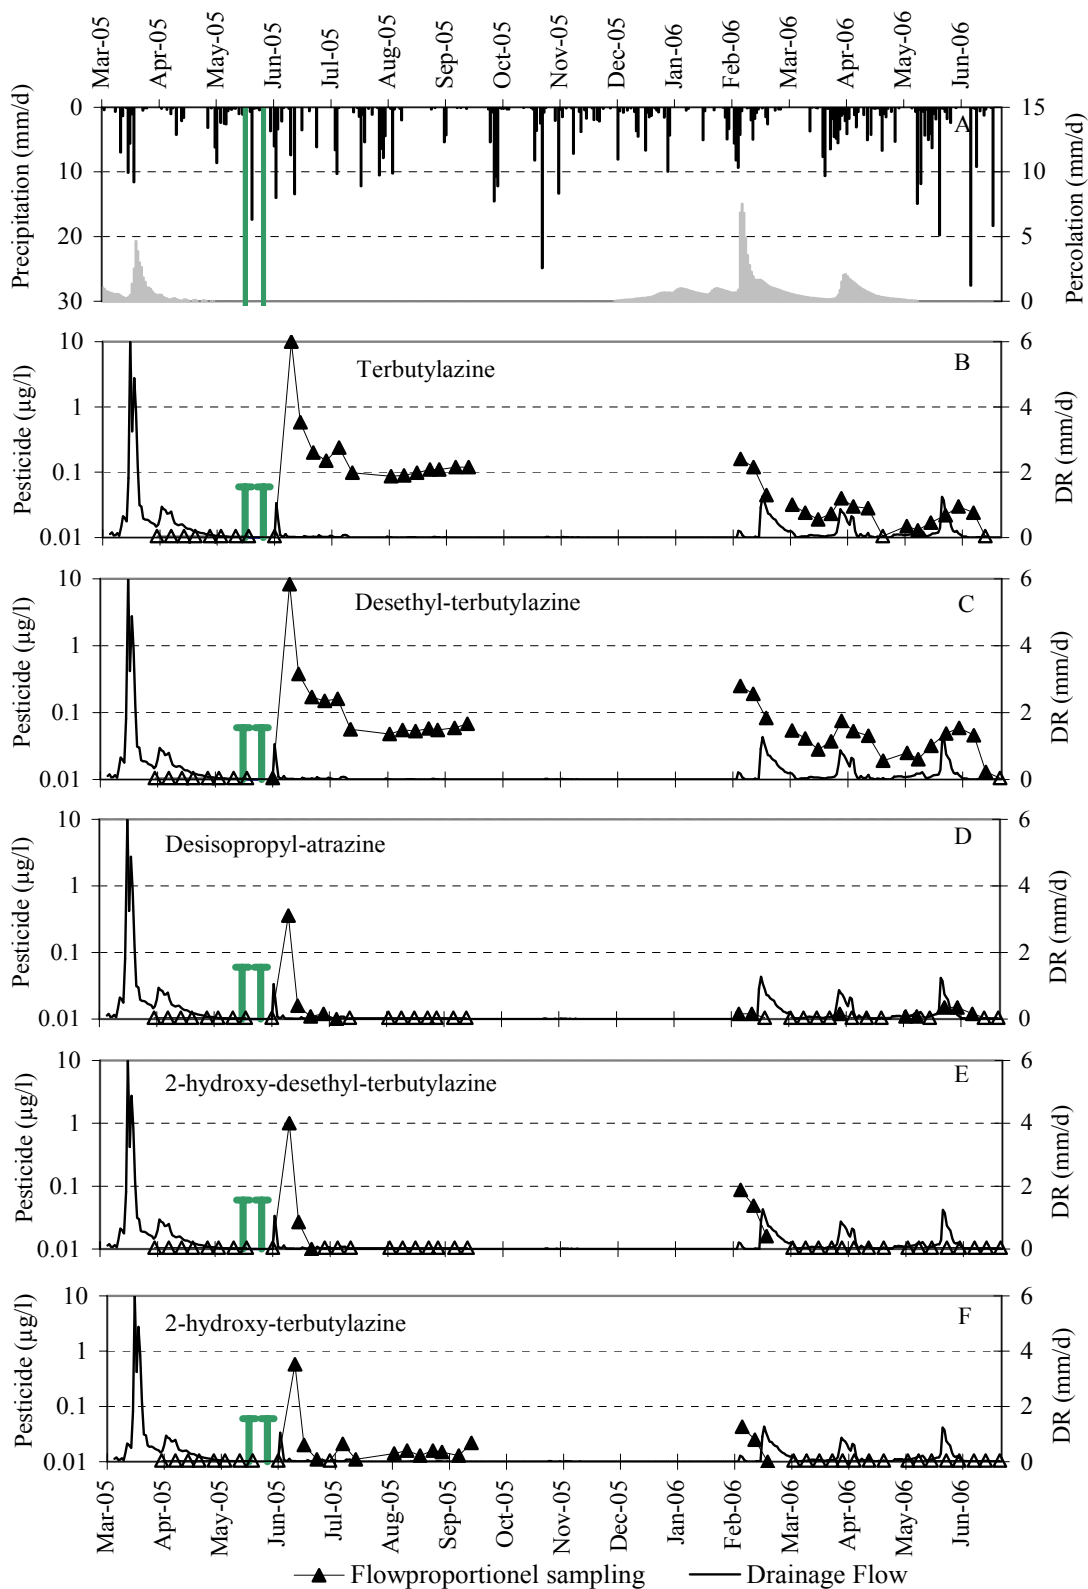 Mar-05 Apr-05 May-05 Jun-05 Jul-05 Aug-05 Sep-05 Oct-05 Nov-05 Dec-05 Jan-06 Feb-06 Mar-06 Apr-06 May-06 Jun-06
Precipitation (mm/d)
0
10
20
30
A
15
10
5
0
Percolation (mm/d)
Pesticide (µg/l)
10
1
0.1
0.01
Terbutylazine
B
6
4
2
0
DR (mm/d)
Pesticide (µg/l)
10
1
0.1
0.01
Desethyl-terbutylazine
C
6
4
2
0
DR (mm/d)
Pesticide (µg/l)
10
1
0.1
0.01
Desisopropyl-atrazine
D
6
4
2
0
DR (mm/d)
Pesticide (µg/l)
10
1
0.1
0.01
2-hydroxy-desethyl-terbutylazine
E
6
4
2
0
DR (mm/d)
Pesticide (µg/l)
10
1
0.1
0.01
2-hydroxy-terbutylazine
F
6
4
2
0
DR (mm/d)
Mar-05 Apr-05 May-05 Jun-05 Jul-05 Aug-05 Sep-05 Oct-05 Nov-05 Dec-05 Jan-06 Feb-06 Mar-06 Apr-06 May-06 Jun-06
Flowproportionel sampling Drainage Flow